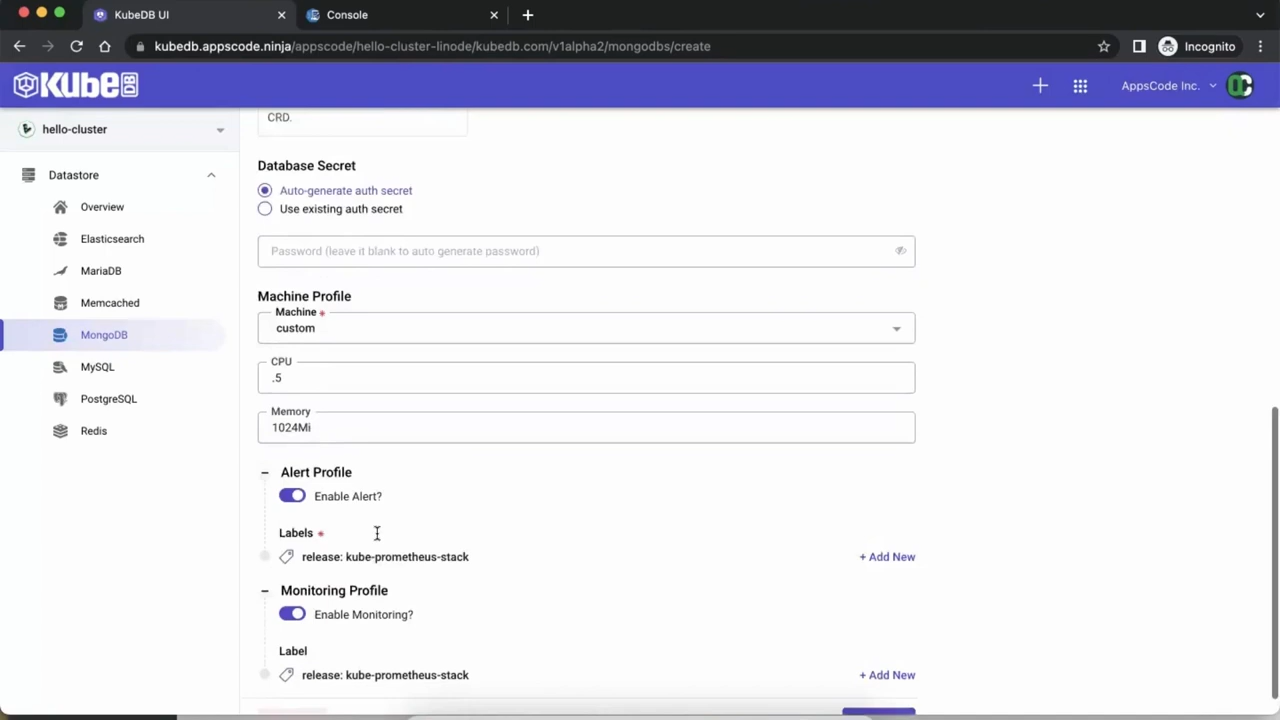 KubeDB UI
Console
kubedb.appscode.ninja/appscode/hello-cluster-linode/kubedb.com/v1alpha2/mongodbs/create
Incognito
KubeDB
AppsCode Inc.
hello-cluster
Datastore
Overview
Elasticsearch
MariaDB
Memcached
MongoDB
MySQL
PostgreSQL
Redis
CRD.
Database Secret
Auto-generate auth secret
Use existing auth secret
Password (leave it blank to auto generate password)
Machine Profile
Machine *
custom
CPU
.5
Memory
1024Mi
Alert Profile
Enable Alert?
Labels *
release: kube-prometheus-stack
+ Add New
Monitoring Profile
Enable Monitoring?
Label
release: kube-prometheus-stack
+ Add New